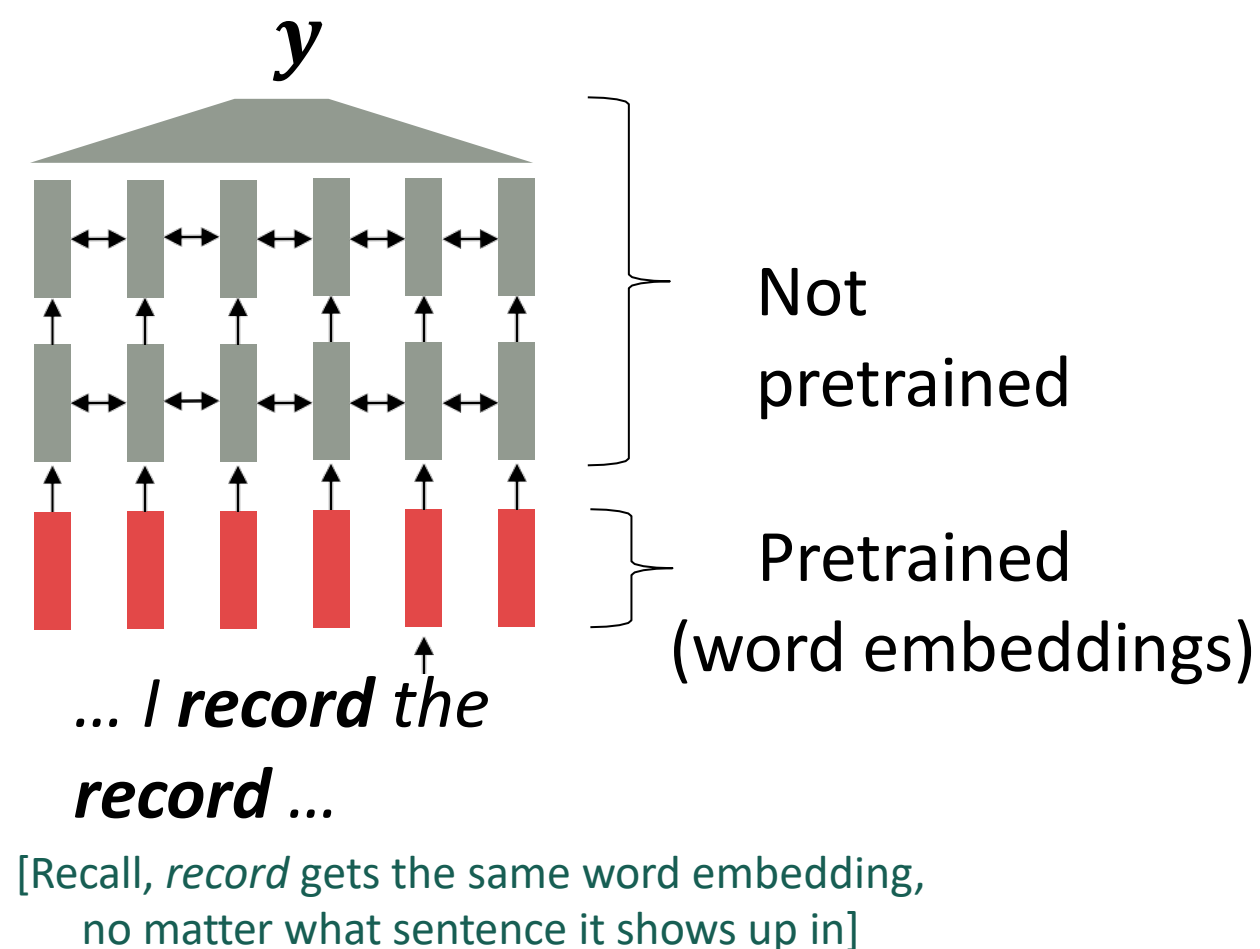 y
Not
pretrained
Pretrained
(word embeddings)
... I record the
record ...
[Recall, record gets the same word embedding,
no matter what sentence it shows up in]